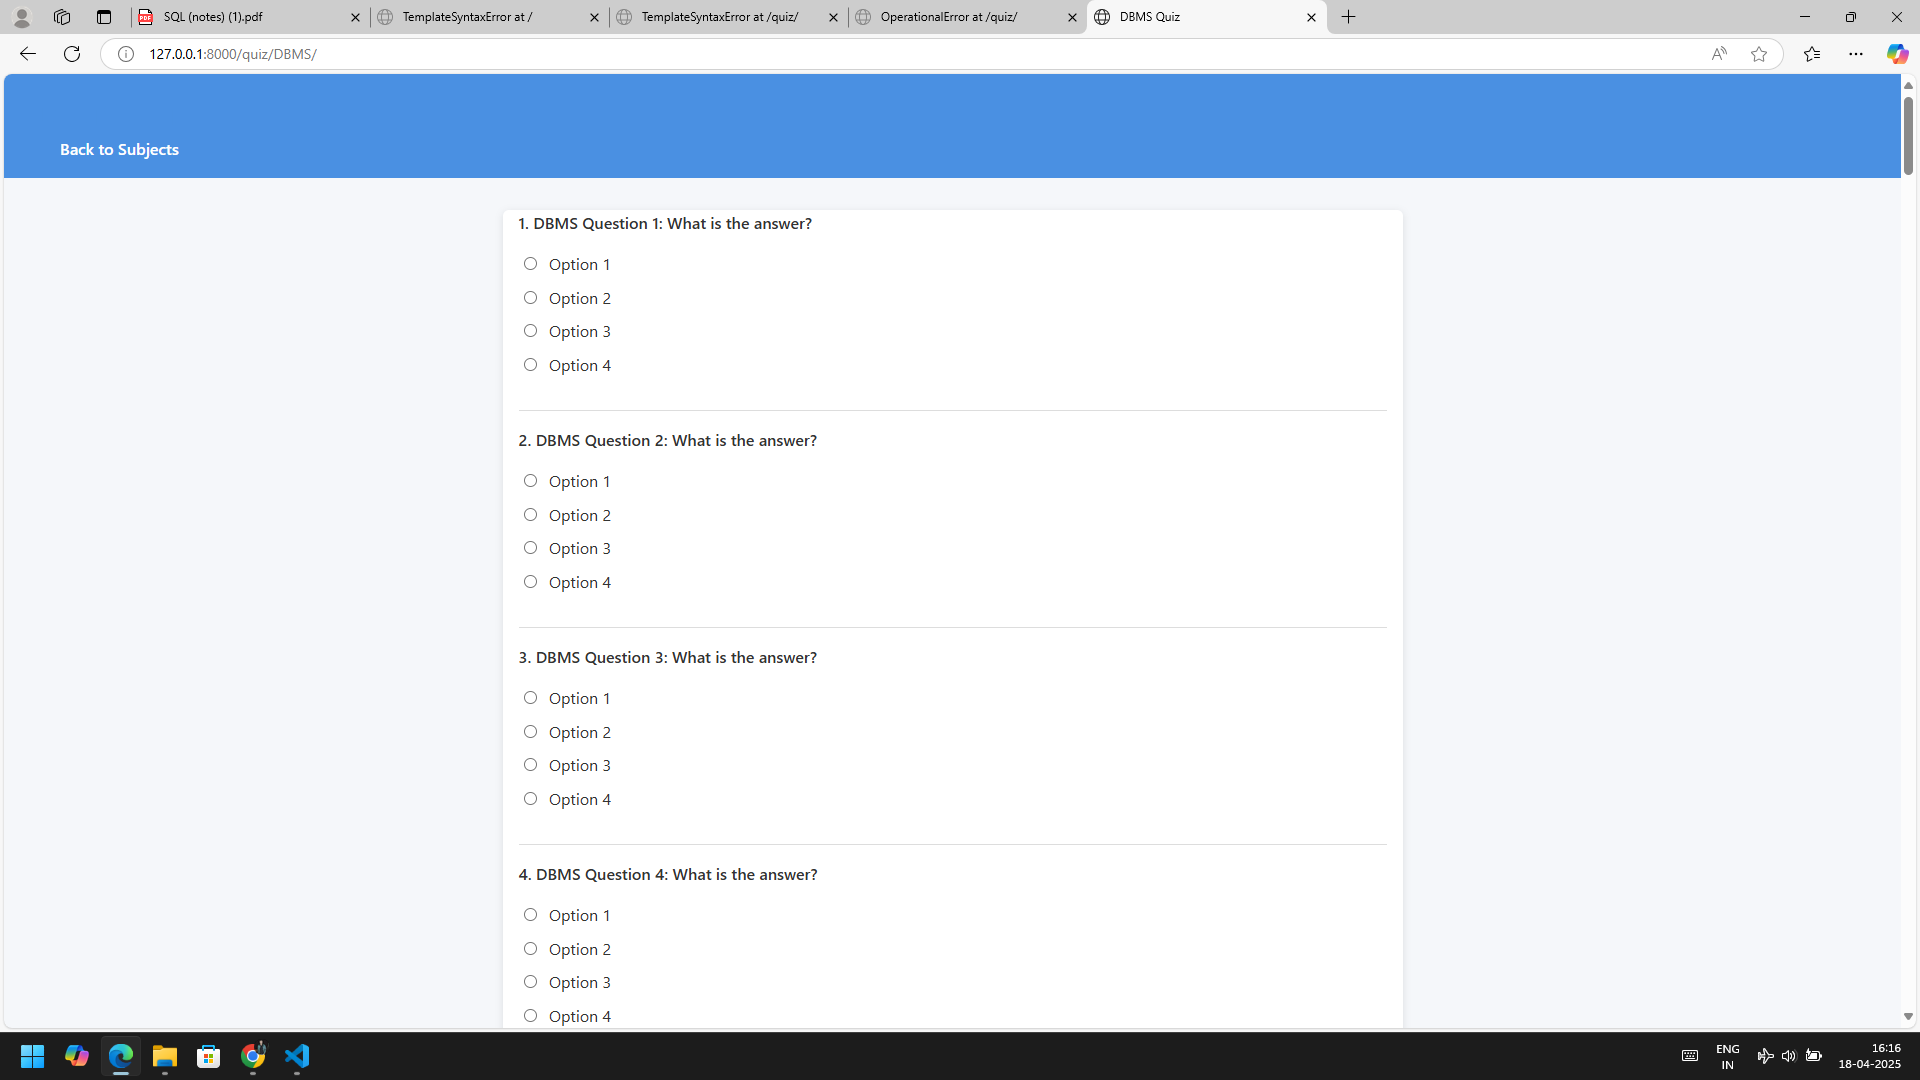 SQL (notes) (1).pdf
TemplateSyntaxError at /
TemplateSyntaxError at /quiz/
OperationalError at /quiz/
DBMS Quiz
127.0.0.1:8000/quiz/DBMS/
Back to Subjects
1. DBMS Question 1: What is the answer?
Option 1
Option 2
Option 3
Option 4
2. DBMS Question 2: What is the answer?
Option 1
Option 2
Option 3
Option 4
3. DBMS Question 3: What is the answer?
Option 1
Option 2
Option 3
Option 4
4. DBMS Question 4: What is the answer?
Option 1
Option 2
Option 3
Option 4
ENG
IN
16:16
18-04-2025